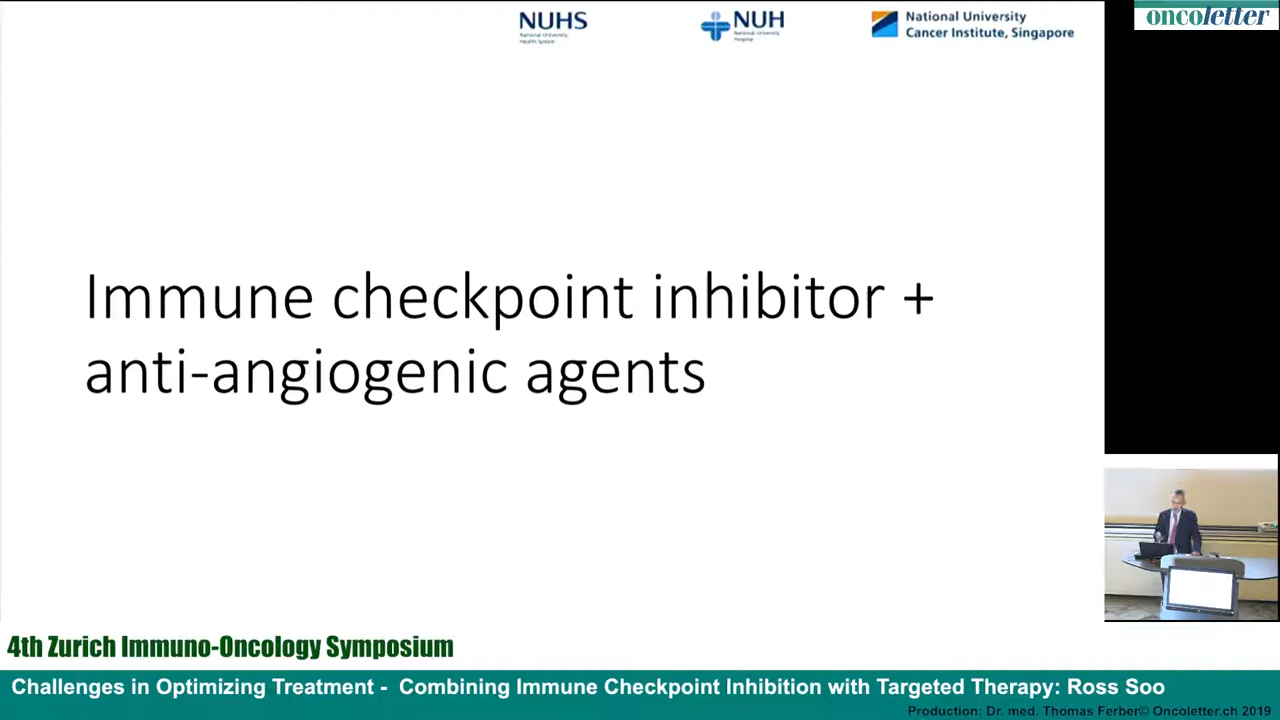 NUHS
National University
Health System
NUH
National University
Hospital
National University
Cancer Institute, Singapore
oncoletter
Immune checkpoint inhibitor +
anti-angiogenic agents
4th Zurich Immuno-Oncology Symposium
Challenges in Optimizing Treatment - Combining Immune Checkpoint Inhibition with Targeted Therapy: Ross Soo
Production: Dr. med. Thomas Ferber© Oncoletter.ch 2019